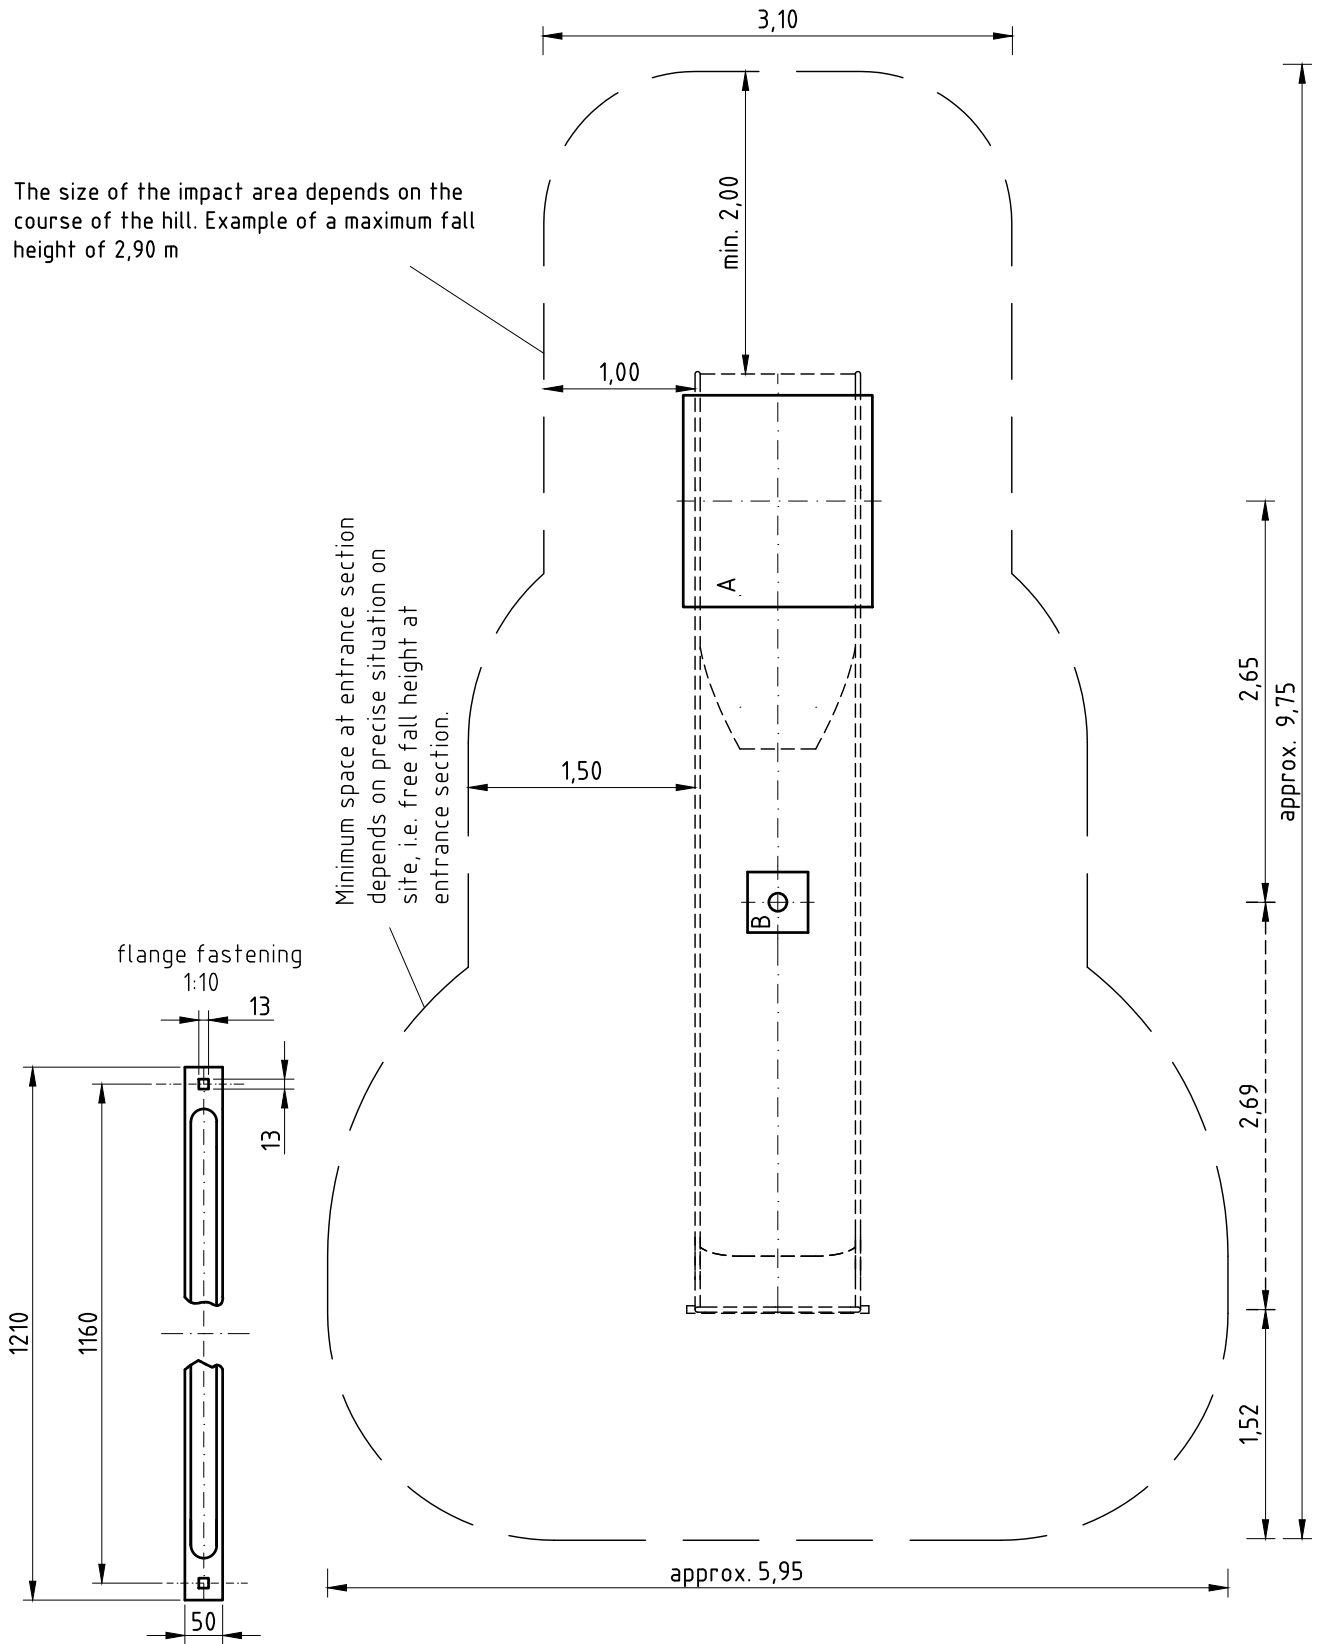 3,10
The size of the impact area depends on the
course of the hill. Example of a maximum fall
height of 2,90 m
min. 2,00
1,00
A
Minimum space at entrance section
depends on precise situation on
site, i.e. free fall height at
entrance section.
2,65
approx. 9,75
1,50
B
flange fastening
1:10
13
13
2,69
1210
1160
1,52
approx. 5,95
50